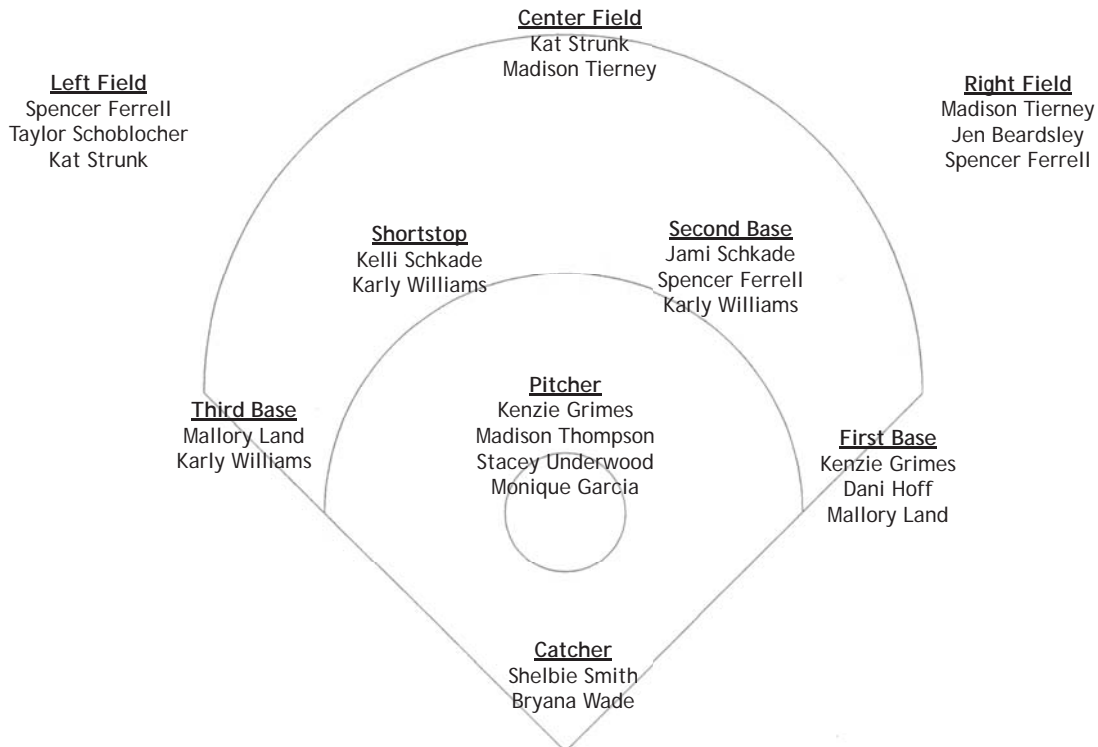 Center Field
Kat Strunk
Madison Tierney
Left Field
Spencer Ferrell
Taylor Schoblocher
Kat Strunk
Right Field
Madison Tierney
Jen Beardsley
Spencer Ferrell
Shortstop
Kelli Schkade
Karly Williams
Second Base
Jami Schkade
Spencer Ferrell
Karly Williams
Third Base
Mallory Land
Karly Williams
Pitcher
Kenzie Grimes
Madison Thompson
Stacey Underwood
Monique Garcia
First Base
Kenzie Grimes
Dani Hoff
Mallory Land
Catcher
Shelbie Smith
Bryana Wade